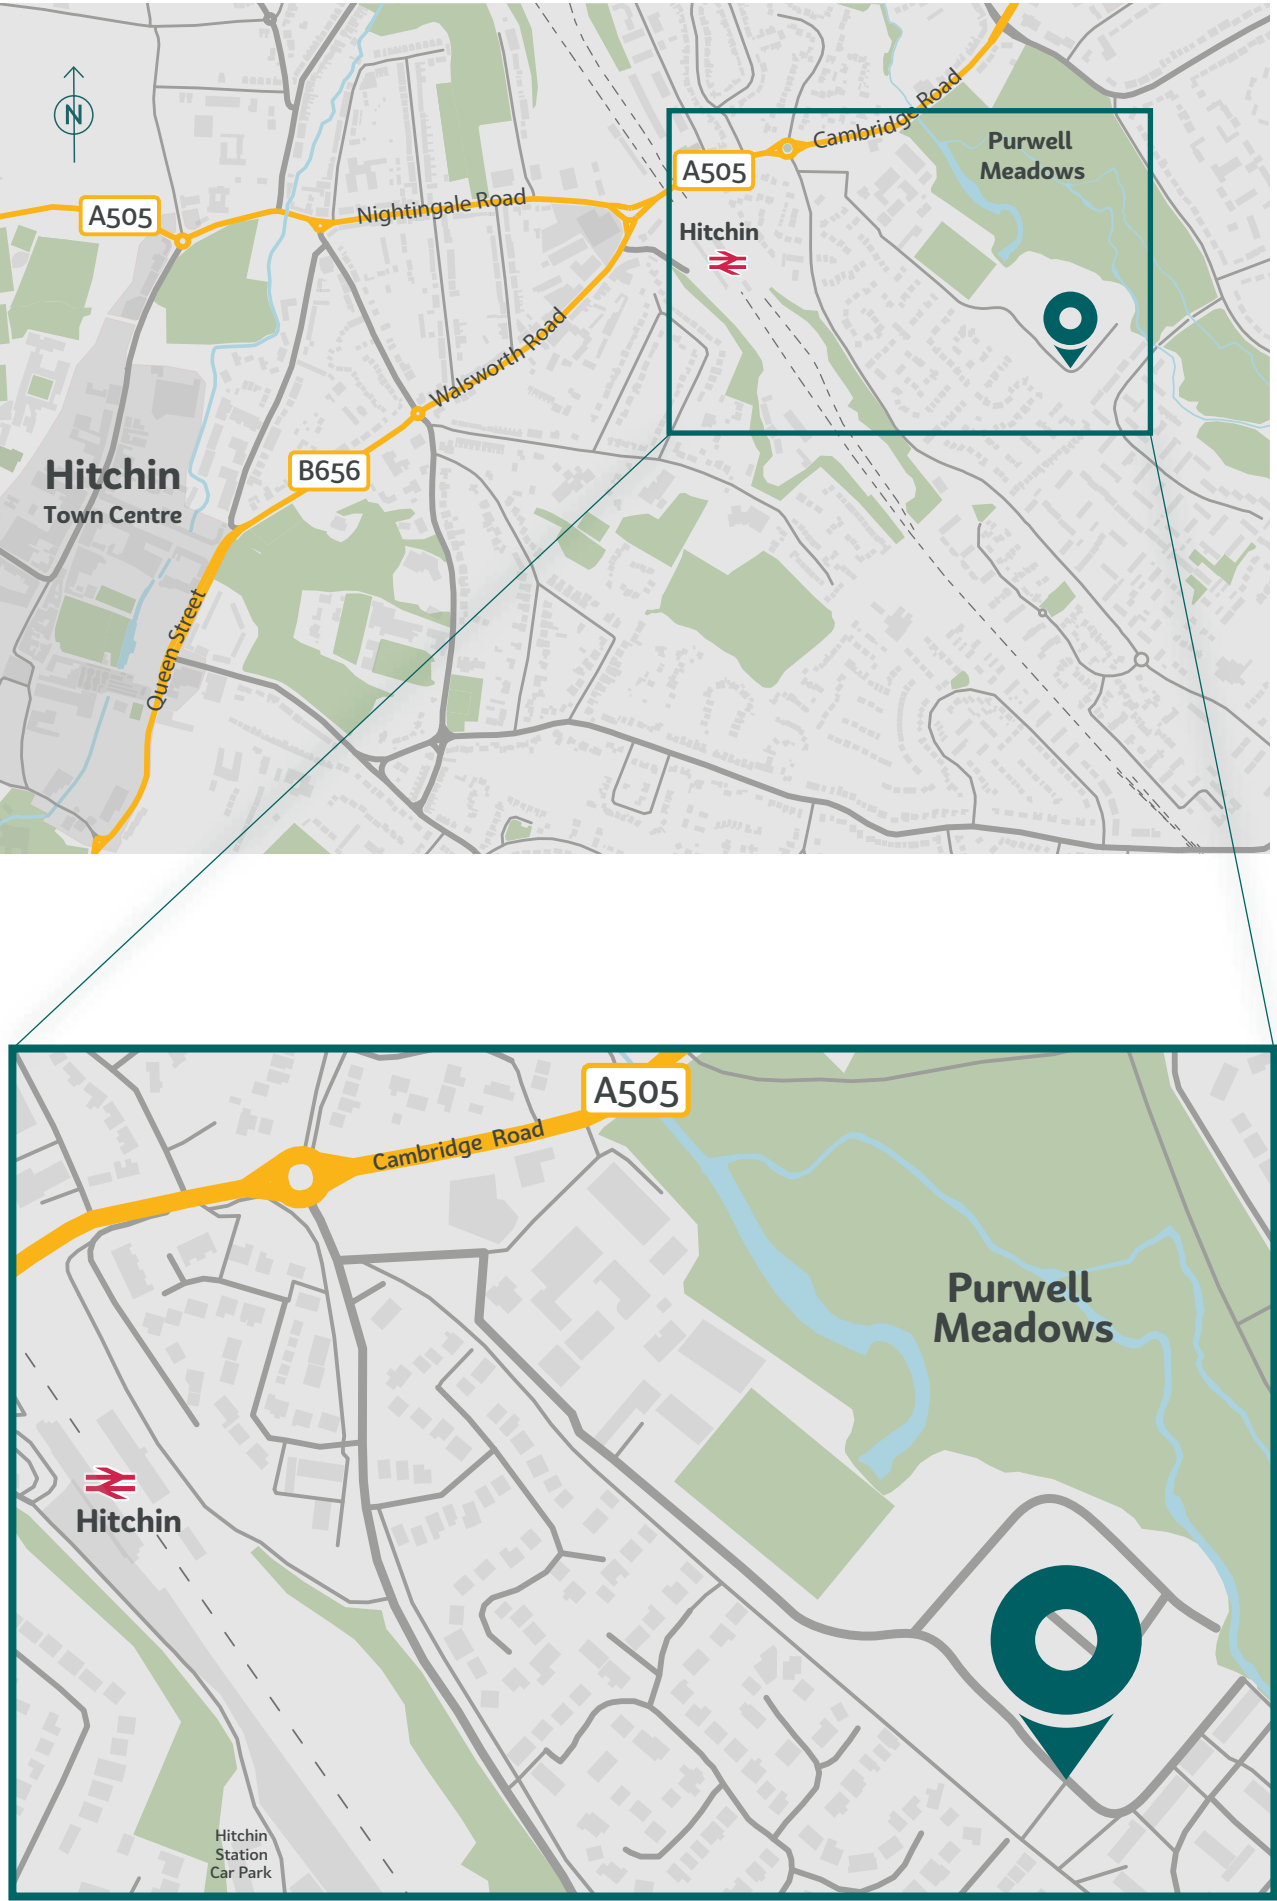 N
Cambridge Road
Purwell
Meadows
A505
A505
Nightingale Road
Hitchin
Walsworth Road
Hitchin
Town Centre
B656
Queen Street
A505
Cambridge Road
Purwell
Meadows
Hitchin
Hitchin
Station
Car Park